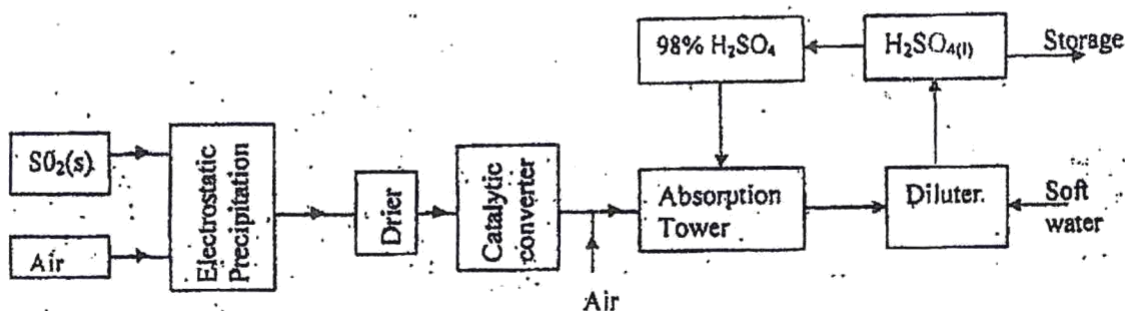 98% H₂SO₄
H₂SO₄(l)
Storage
SO₂(s)
Air
Electrostatic
Precipitation
Drier
Catalytic
converter
Air
Absorption
Tower
Diluter.
Soft
water